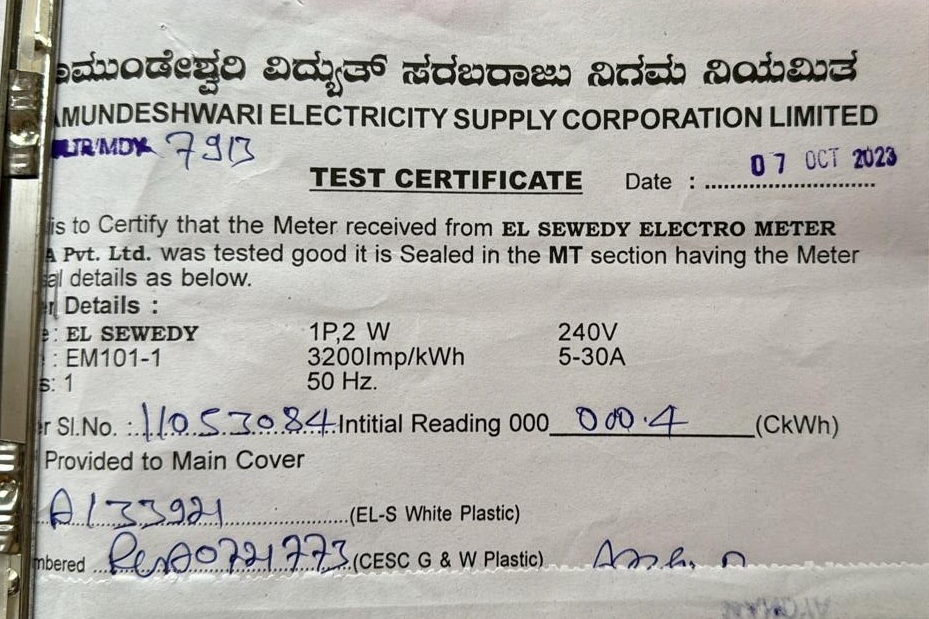 ಾಮುಂಡೇಶ್ವರಿ ವಿದ್ಯುತ್ ಸರಬರಾಜು ನಿಗಮ ನಿಯಮಿತ
AMUNDESHWARI ELECTRICITY SUPPLY CORPORATION LIMITED
LTR/MDY 7913
07 OCT 2023
TEST CERTIFICATE Date :
is to Certify that the Meter received from EL SEWEDY ELECTRO METER
A Pvt. Ltd. was tested good it is Sealed in the MT section having the Meter
al details as below.
r Details :
e : EL SEWEDY 1P,2 W 240V
: EM101-1 3200Imp/kWh 5-30A
s: 1 50 Hz.
r Sl.No. : 11053084 Intitial Reading 000 000.4 (CkWh)
Provided to Main Cover
A133921 (EL-S White Plastic)
mbered A0721773 (CESC G & W Plastic)